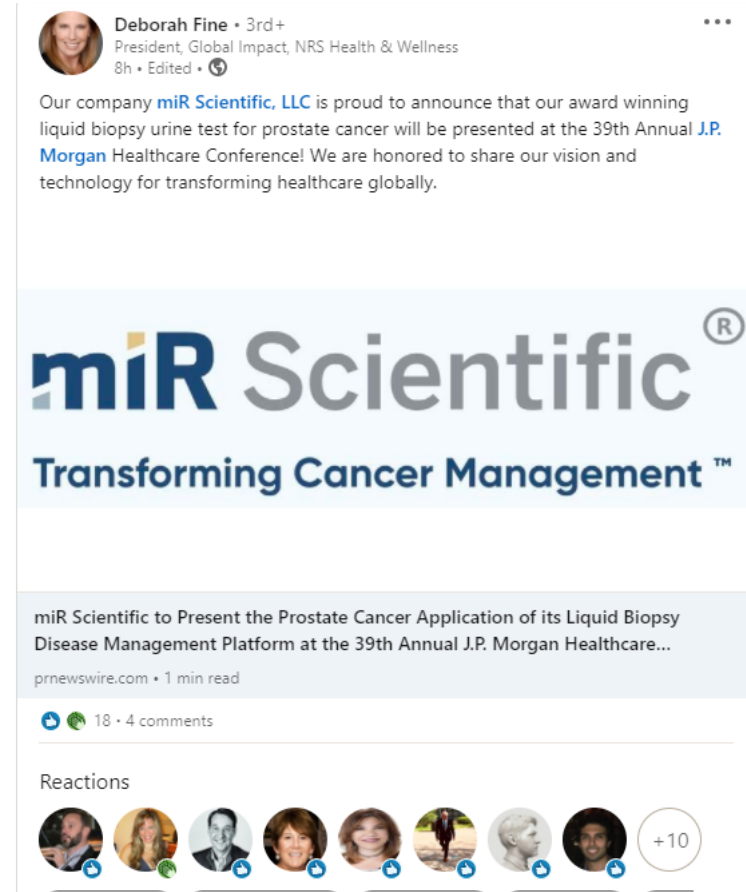 Deborah Fine • 3rd+
President, Global Impact, NRS Health & Wellness
8h • Edited •
Our company miR Scientific, LLC is proud to announce that our award winning
liquid biopsy urine test for prostate cancer will be presented at the 39th Annual J.P.
Morgan Healthcare Conference! We are honored to share our vision and
technology for transforming healthcare globally.
miR Scientific®
Transforming Cancer Management ™
miR Scientific to Present the Prostate Cancer Application of its Liquid Biopsy
Disease Management Platform at the 39th Annual J.P. Morgan Healthcare...
prnewswire.com • 1 min read
18 • 4 comments
Reactions
+10